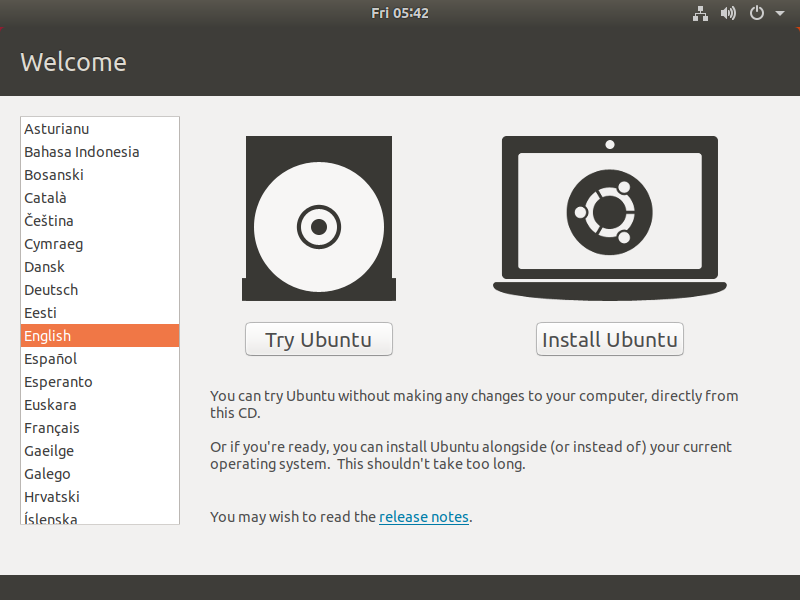 Fri 05:42
Welcome
Asturianu
Bahasa Indonesia
Bosanski
Català
Čeština
Cymraeg
Dansk
Deutsch
Eesti
English
Español
Esperanto
Euskara
Français
Gaeilge
Galego
Hrvatski
Íslenska
Try Ubuntu
Install Ubuntu
You can try Ubuntu without making any changes to your computer, directly from
this CD.
Or if you're ready, you can install Ubuntu alongside (or instead of) your current
operating system.  This shouldn't take too long.
You may wish to read the release notes.